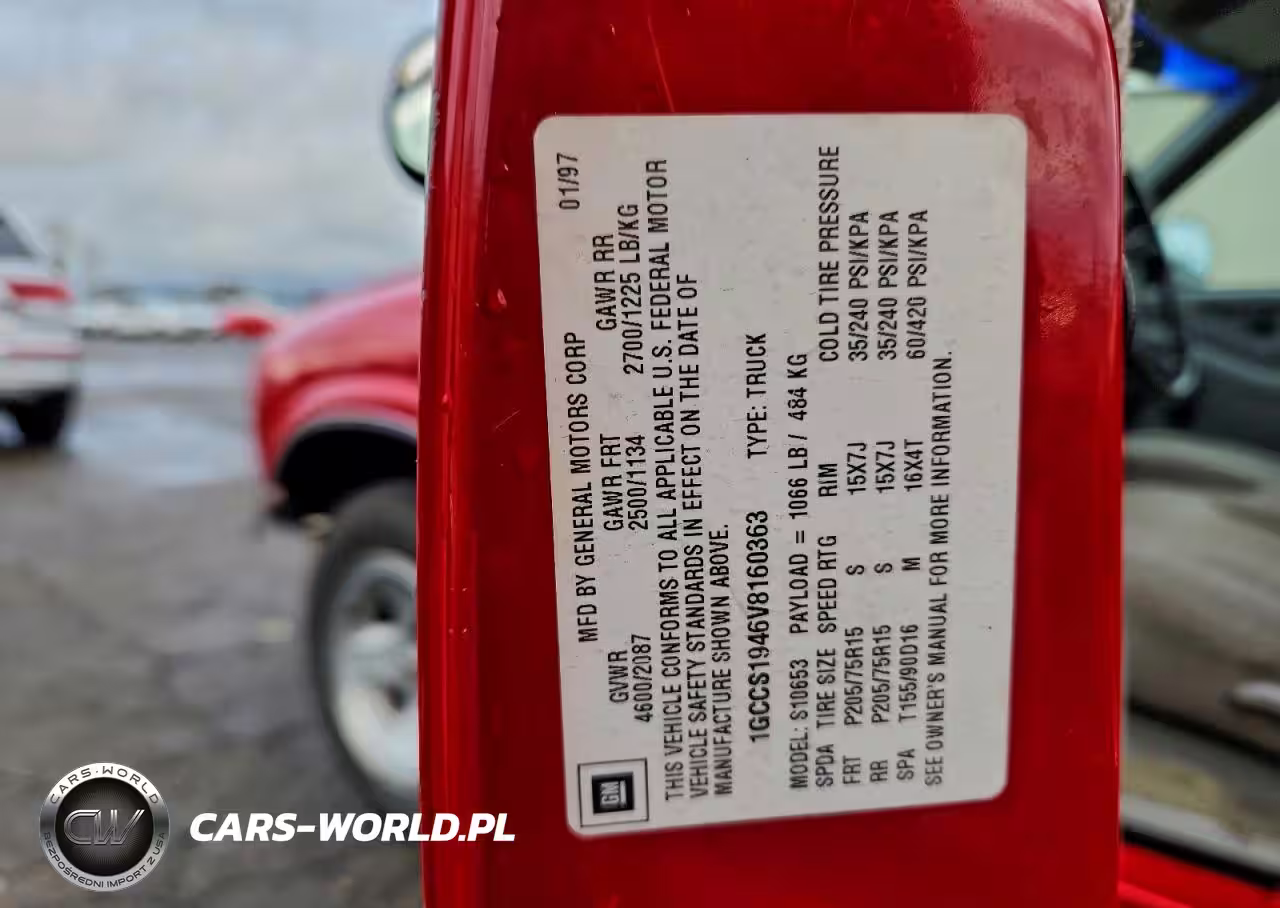 MFD BY GENERAL MOTORS CORP 01/97
GVWR GAWR FRT GAWR RR
4600/2087 2500/1134 2700/1225 LB/KG
THIS VEHICLE CONFORMS TO ALL APPLICABLE U.S. FEDERAL MOTOR
VEHICLE SAFETY STANDARDS IN EFFECT ON THE DATE OF
MANUFACTURE SHOWN ABOVE.
1GCCS1946V8160363 TYPE: TRUCK
MODEL: S10653 PAYLOAD = 1066 LB/ 484 KG
SPDA TIRE SIZE SPEED RTG RIM COLD TIRE PRESSURE
FRT P205/75R15 S 15X7J 35/240 PSI/KPA
RR P205/75R15 S 15X7J 35/240 PSI/KPA
SPA T155/90D16 M 16X4T 60/420 PSI/KPA
SEE OWNER'S MANUAL FOR MORE INFORMATION.
GM
CARS-WORLD
CW
BEZPOŚREDNI IMPORT Z USA
CARS-WORLD.PL